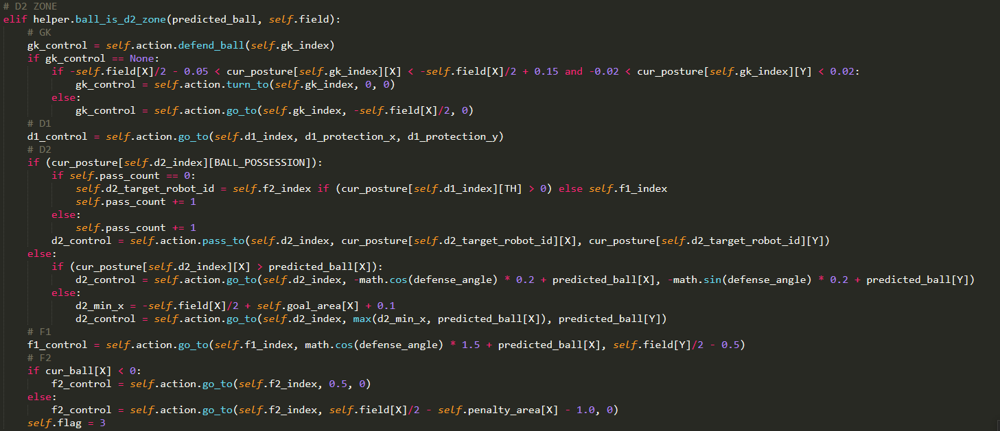 # D2 ZONE
elif helper.ball_is_d2_zone(predicted_ball, self.field):
    # GK
    gk_control = self.action.defend_ball(self.gk_index)
    if gk_control == None:
        if -self.field[X]/2 - 0.05 < cur_posture[self.gk_index][X] < -self.field[X]/2 + 0.15 and -0.02 < cur_posture[self.gk_index][Y] < 0.02:
            gk_control = self.action.turn_to(self.gk_index, 0, 0)
        else:
            gk_control = self.action.go_to(self.gk_index, -self.field[X]/2, 0)
    # D1
    d1_control = self.action.go_to(self.d1_index, d1_protection_x, d1_protection_y)
    # D2
    if (cur_posture[self.d2_index][BALL_POSSESSION]):
        if self.pass_count == 0:
            self.d2_target_robot_id = self.f2_index if (cur_posture[self.d1_index][TH] > 0) else self.f1_index
            self.pass_count += 1
        else:
            self.pass_count += 1
        d2_control = self.action.pass_to(self.d2_index, cur_posture[self.d2_target_robot_id][X], cur_posture[self.d2_target_robot_id][Y])
    else:
        if (cur_posture[self.d2_index][X] > predicted_ball[X]):
            d2_control = self.action.go_to(self.d2_index, -math.cos(defense_angle) * 0.2 + predicted_ball[X], -math.sin(defense_angle) * 0.2 + predicted_ball[Y])
        else:
            d2_min_x = -self.field[X]/2 + self.goal_area[X] + 0.1
            d2_control = self.action.go_to(self.d2_index, max(d2_min_x, predicted_ball[X]), predicted_ball[Y])
    # F1
    f1_control = self.action.go_to(self.f1_index, math.cos(defense_angle) * 1.5 + predicted_ball[X], self.field[Y]/2 - 0.5)
    # F2
    if cur_ball[X] < 0:
        f2_control = self.action.go_to(self.f2_index, 0.5, 0)
    else:
        f2_control = self.action.go_to(self.f2_index, self.field[X]/2 - self.penalty_area[X] - 1.0, 0)
    self.flag = 3